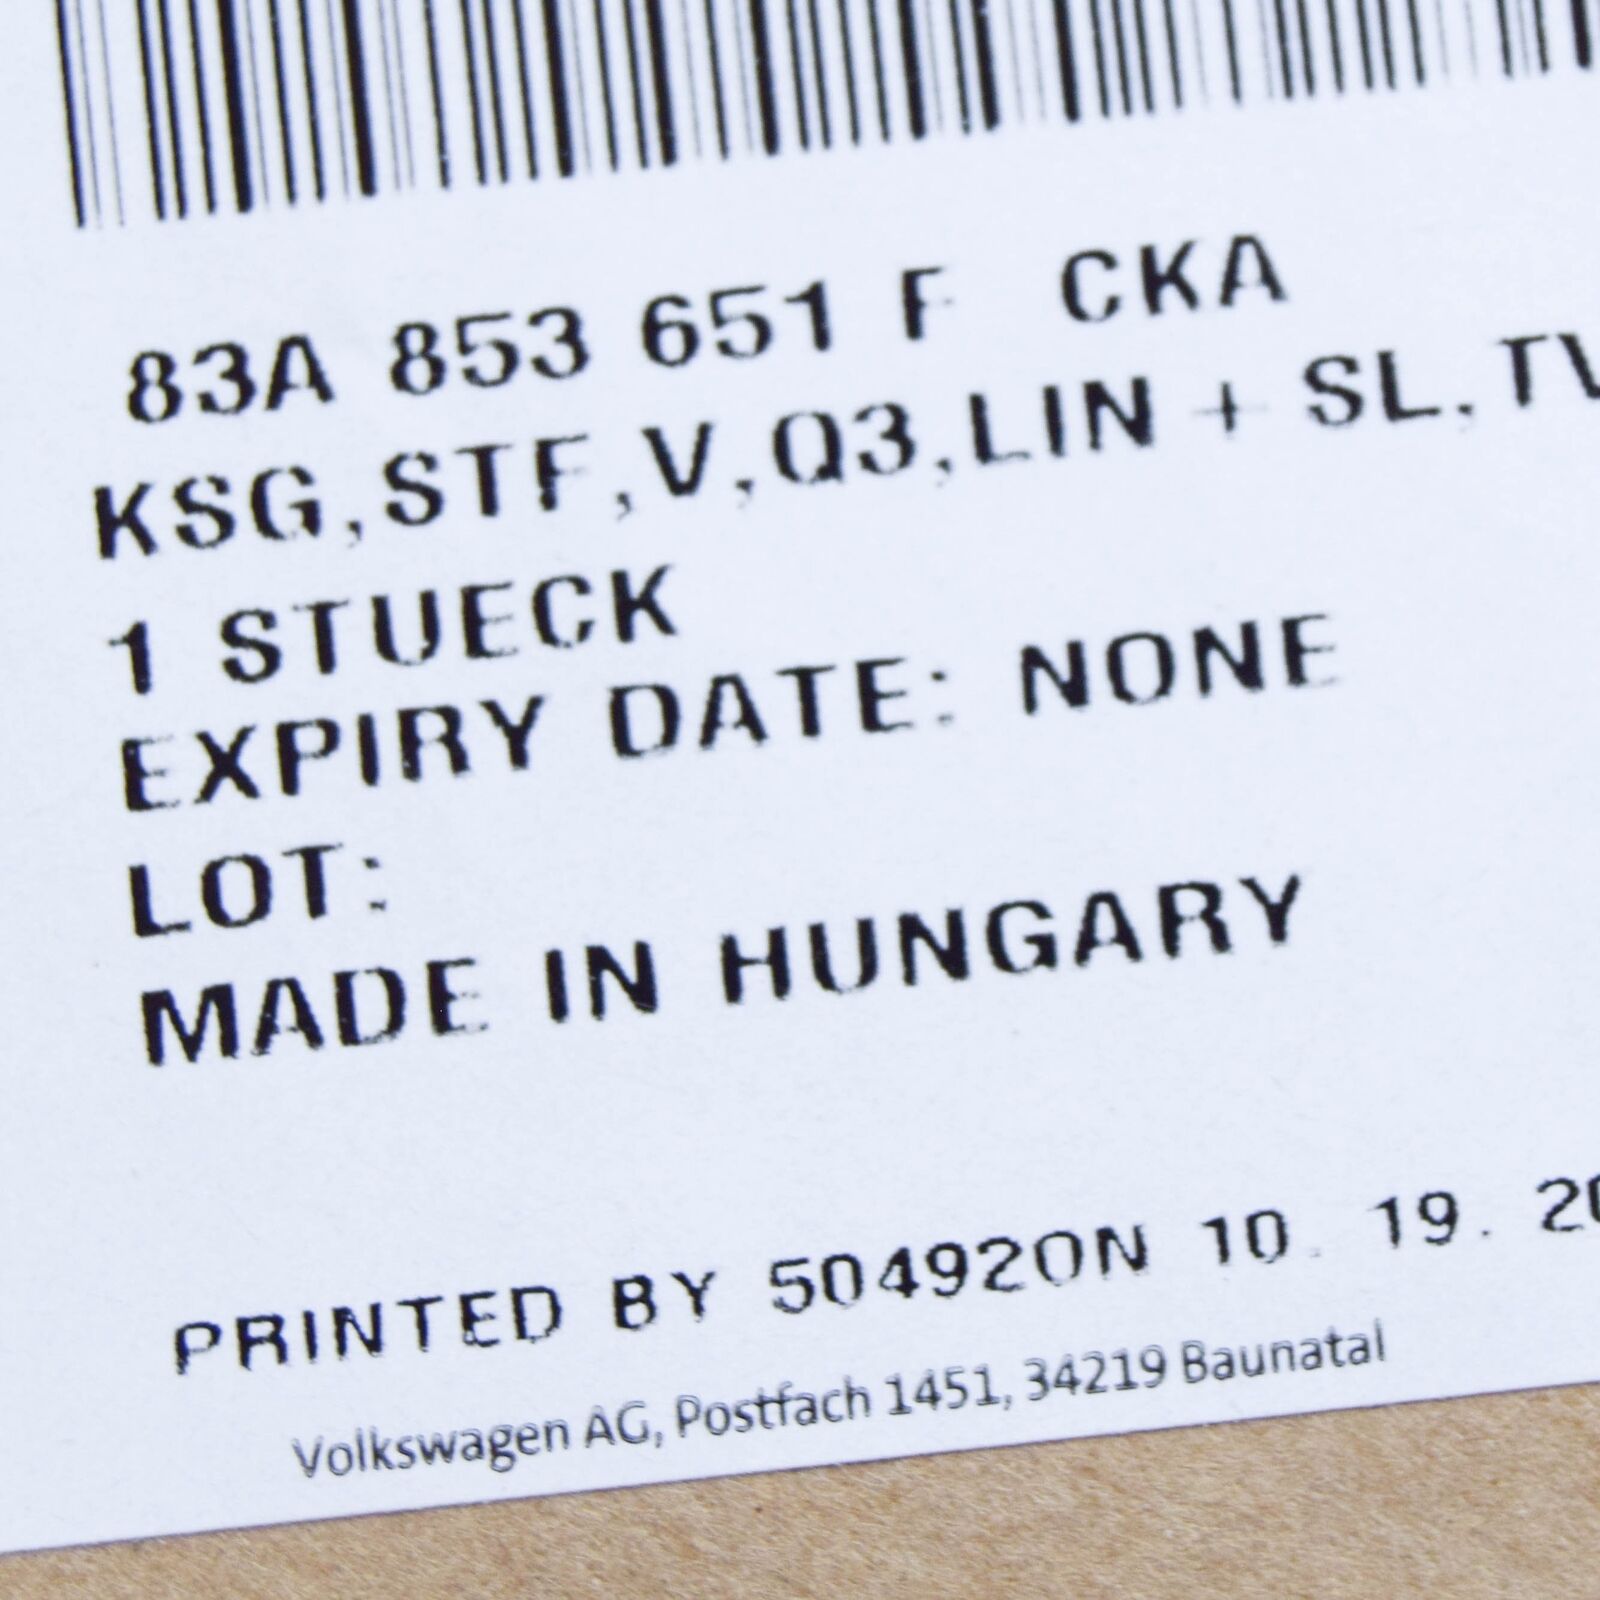 83A 853 651 F CKA
KSG,STF,V,Q3,LIN + SL,TV
1 STUECK
EXPIRY DATE: NONE
LOT:
MADE IN HUNGARY
PRINTED BY 504920N 10. 19. 20
Volkswagen AG, Postfach 1451, 34219 Baunatal